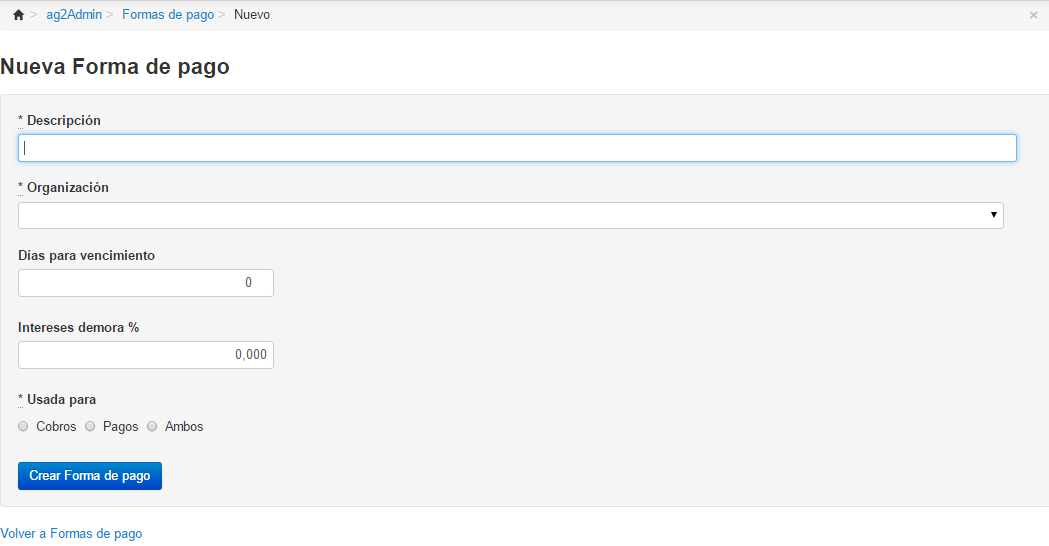 > ag2Admin > Formas de pago > Nuevo ×
Nueva Forma de pago
* Descripción
* Organización
Días para vencimiento
0
Intereses demora %
0,000
* Usada para
Cobros Pagos Ambos
Crear Forma de pago
Volver a Formas de pago